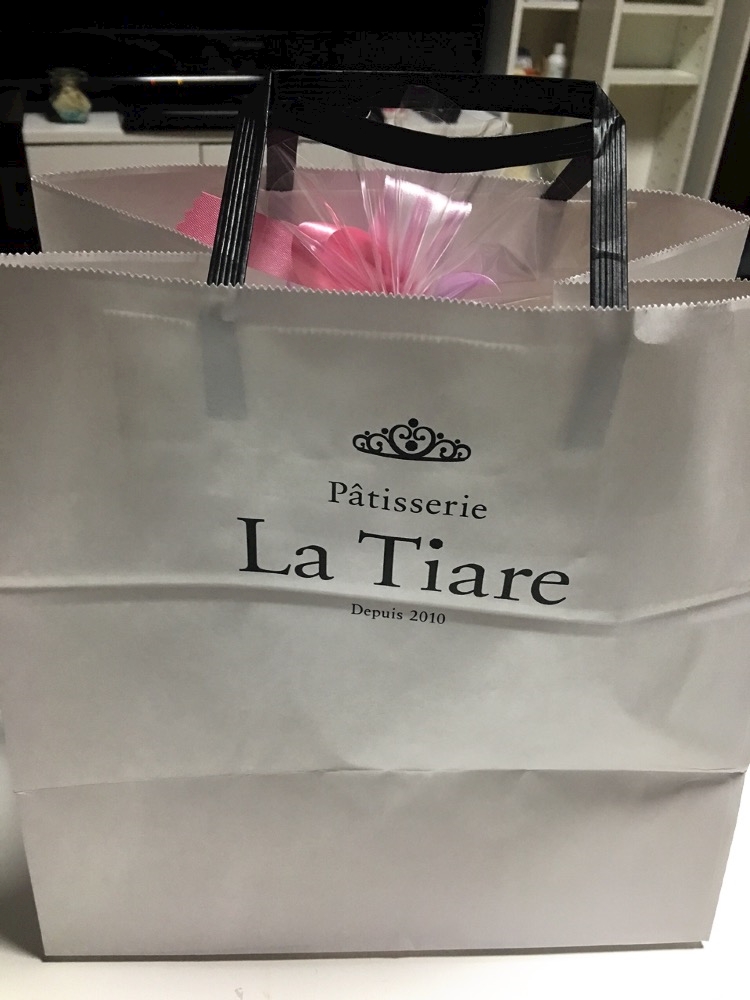 Pâtisserie
La Tiare
Depuis 2010